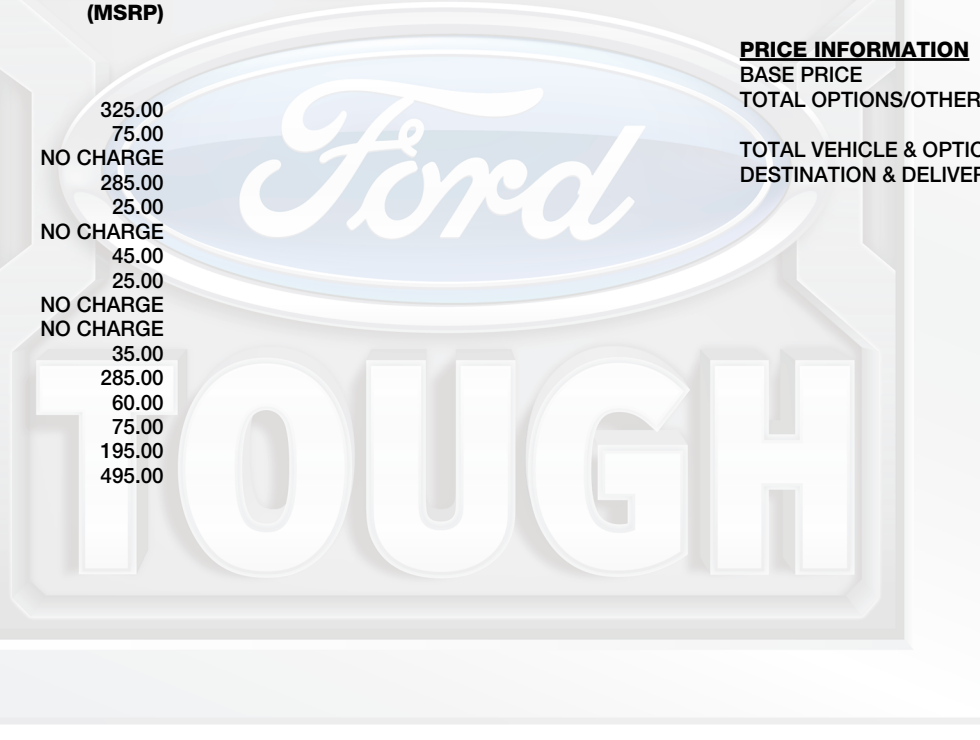 (MSRP)
325.00
75.00
NO CHARGE
285.00
25.00
NO CHARGE
45.00
25.00
NO CHARGE
NO CHARGE
35.00
285.00
60.00
75.00
195.00
495.00
PRICE INFORMATION
BASE PRICE
TOTAL OPTIONS/OTHER
TOTAL VEHICLE & OPTIO
DESTINATION & DELIVER
Ford
TOUGH